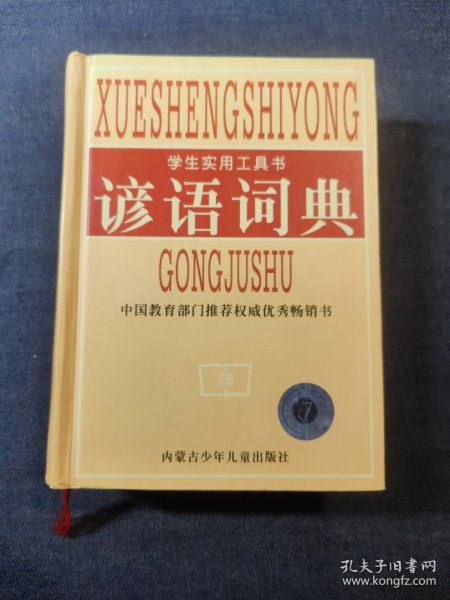 XUESHENGSHIYONG
学生实用工具书
谚语词典
GONGJUSHU
中国教育部门推荐权威优秀畅销书
内蒙古少年儿童出版社
孔夫子旧书网
www.kongfz.com